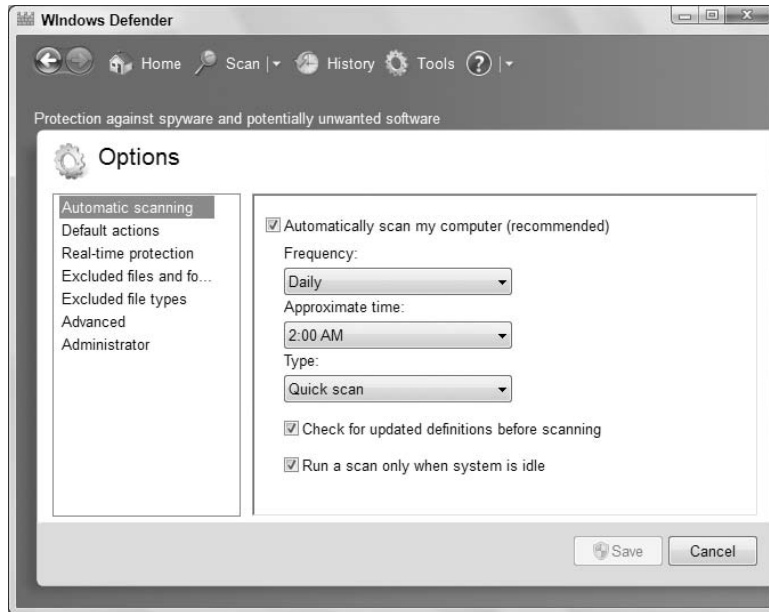 WIndows Defender
Home Scan History Tools ?
Protection against spyware and potentially unwanted software
Options
Automatic scanning
Default actions
Real-time protection
Excluded files and fo...
Excluded file types
Advanced
Administrator
Automatically scan my computer (recommended)
Frequency:
Daily
Approximate time:
2:00 AM
Type:
Quick scan
Check for updated definitions before scanning
Run a scan only when system is idle
Save Cancel